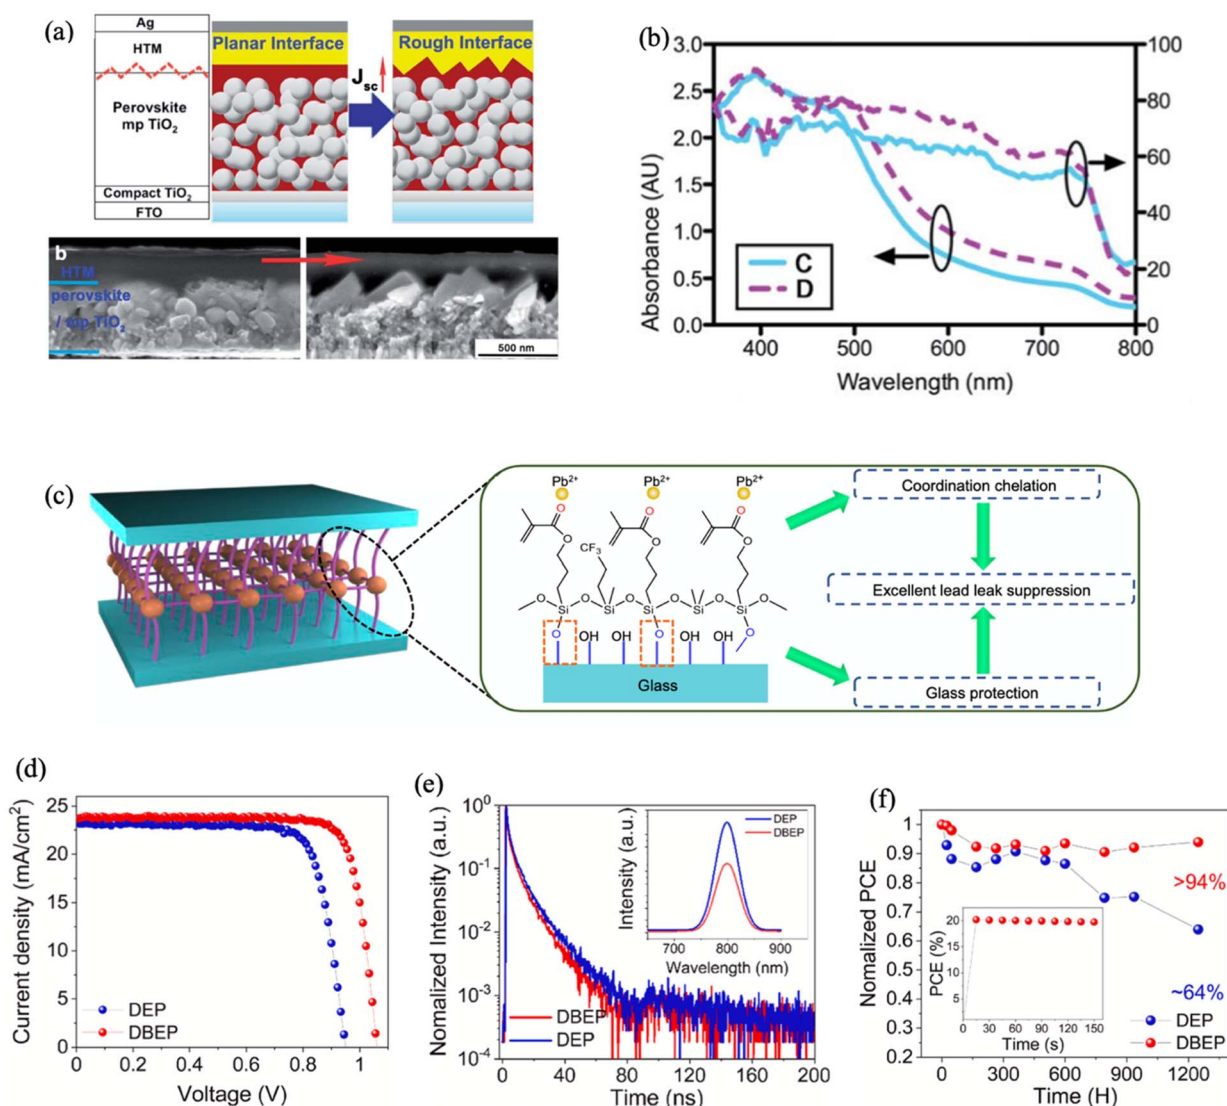 (a)
Ag
HTM
Perovskite
mp TiO2
Compact TiO2
FTO
Planar Interface
Jsc
Rough Interface
b
HTM
perovskite
/ mp TiO2
500 nm
(b)
3.0
2.5
2.0
1.5
1.0
0.5
0.0
Absorbance (AU)
100
80
60
40
20
0
C
D
400 500 600 700 800
Wavelength (nm)
(c)
Pb2+ Pb2+ Pb2+
O O O
O O O
CF3
O Si O Si O Si O Si O Si O
O OH OH O OH OH O
Glass
Coordination chelation
Excellent lead leak suppression
Glass protection
(d)
25
20
15
10
5
0
Current density (mA/cm2)
DEP
DBEP
0 0.2 0.4 0.6 0.8 1
Voltage (V)
(e)
100
10-1
10-2
10-3
10-4
Nomalized Intensity (a.u.)
Intensity (a.u.)
DEP
DBEP
700 800 900
Wavelength (nm)
DBEP
DEP
0 40 80 120 160 200
Time (ns)
(f)
1
0.9
0.8
0.7
0.6
0.5
0.4
0.3
0.2
Nomalized PCE
>94%
20
15
10
5
PCE (%)
0 30 60 90 120 150
Time (s)
~64%
DEP
DBEP
0 300 600 900 1200
Time (H)